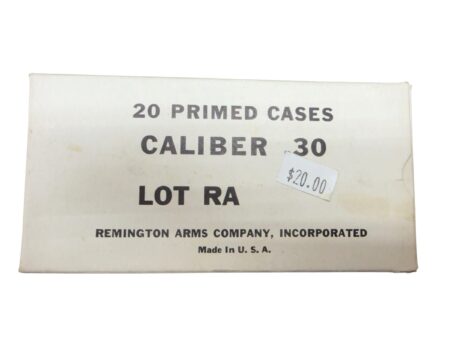 20 PRIMED CASES
CALIBER .30
$20.00
LOT RA
REMINGTON ARMS COMPANY, INCORPORATED
Made In U. S. A.